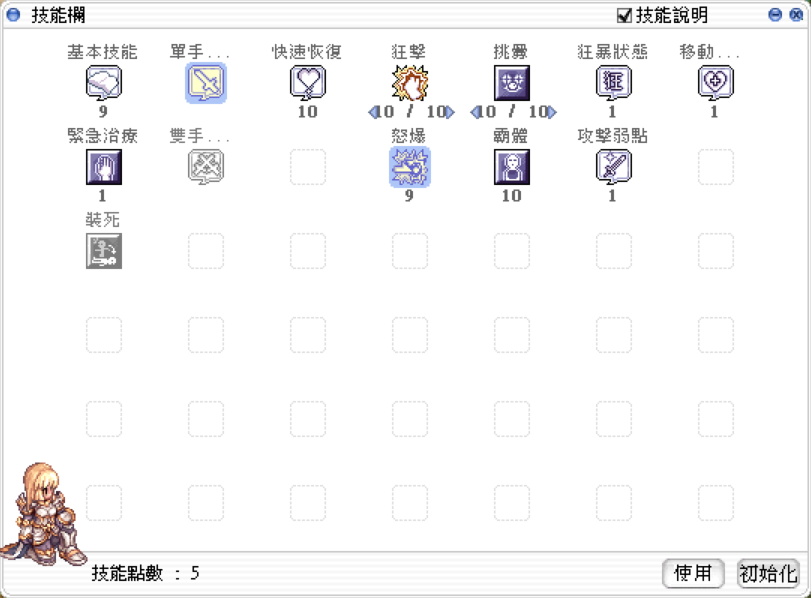 技能欄 技能說明
基本技能 單手... 快速恢復 狂擊 挑釁 狂暴狀態 移動...
9 10 10 / 10 10 / 10 1 1
緊急治療 雙手... 怒爆 霸體 攻擊弱點
1 9 10 1
裝死
技能點數 : 5 使用 初始化